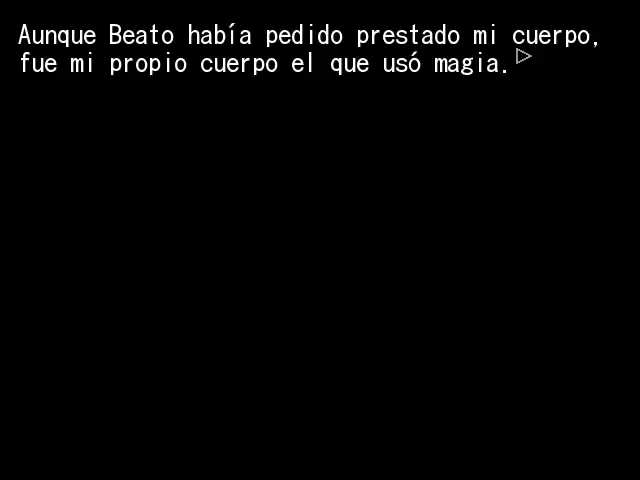 Aunque Beato había pedido prestado mi cuerpo,
fue mi propio cuerpo el que usó magia.